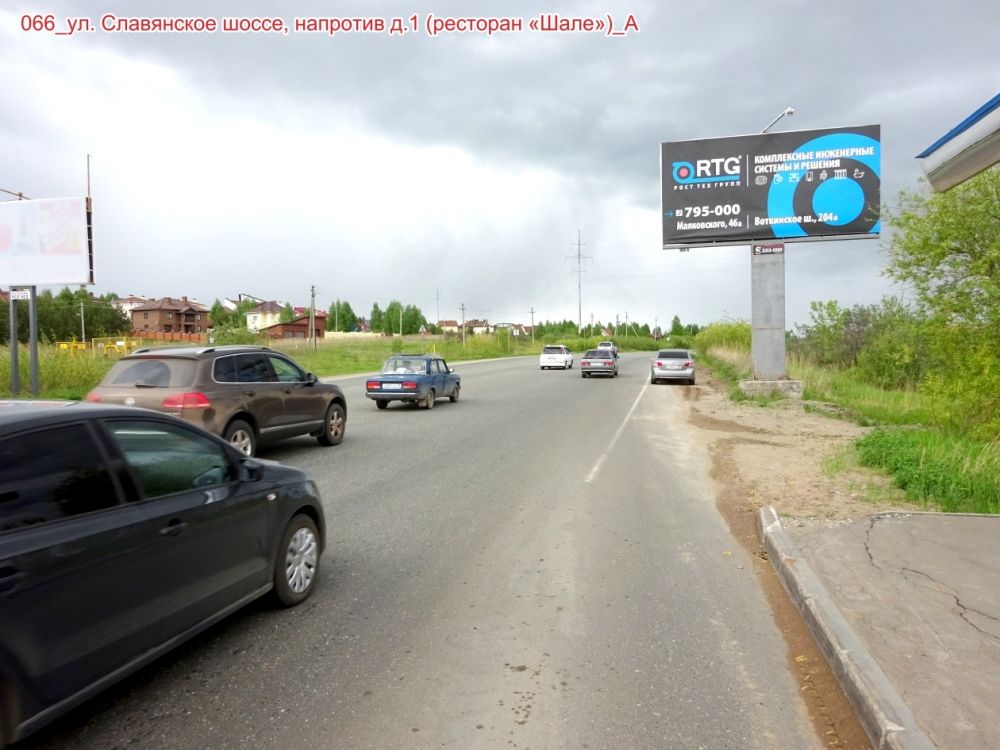 066_ул. Славянское шоссе, напротив д.1 (ресторан «Шале»)_А
RTG®
РОСТ ТЕХ ГРУПП
КОМПЛЕКСНЫЕ ИНЖЕНЕРНЫЕ
СИСТЕМЫ И РЕШЕНИЯ
795-000
Маяковского, 46а
Воткинское ш., 204а